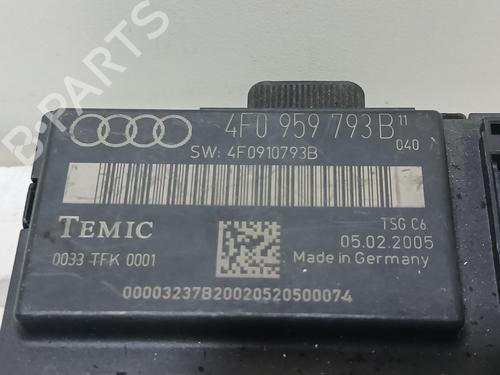 4F0 959 793 B 11
040
SW: 4F0910793B
TEMIC
TSG C6
05.02.2005
0033 TFK 0001
Made in Germany
00003237B20020520500074
B-PARTS